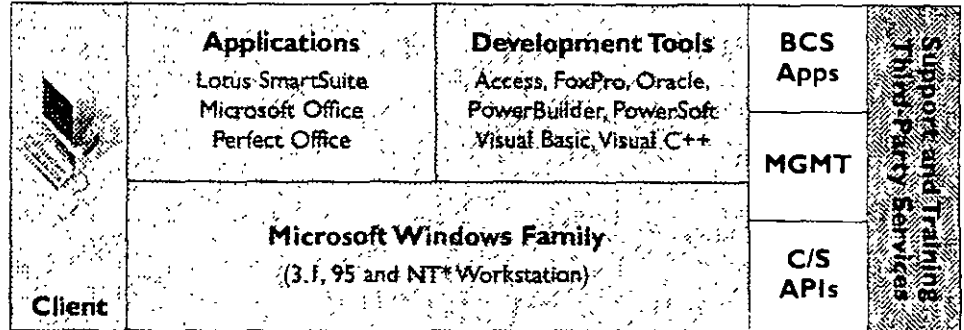 Applications
Lotus SmartSuite
Microsoft Office
Perfect Office
Development Tools
Access, FoxPro, Oracle,
PowerBuilder, PowerSoft
Visual Basic, Visual C++
BCS
Apps
MGMT
C/S
APIs
Microsoft Windows Family
(3.1, 95 and NT* Workstation)
Client
Support and Training
Third-Party Services